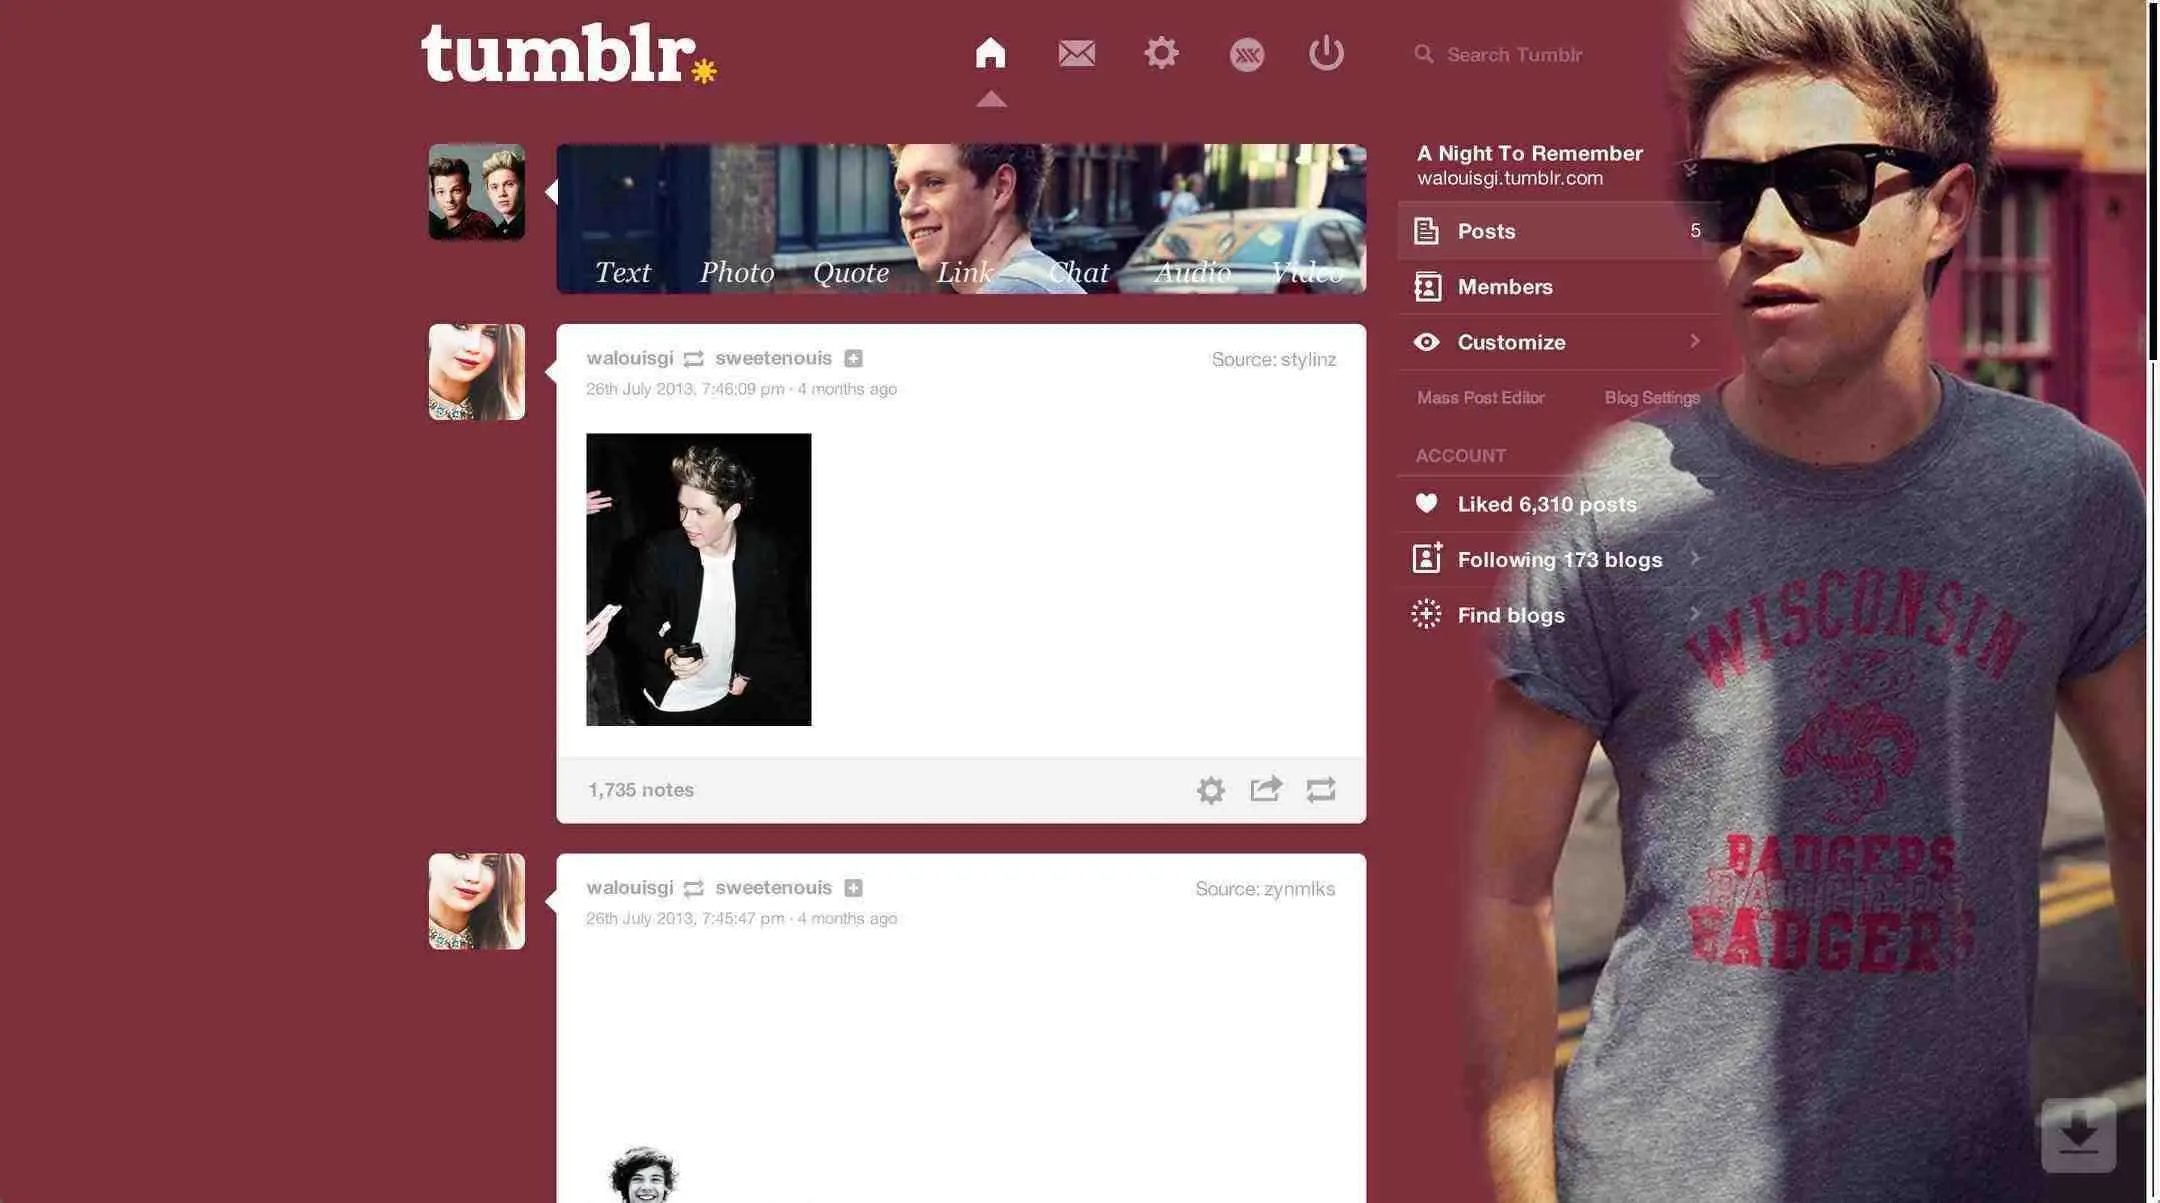 tumblr
Search Tumblr
Text Photo Quote Link Chat Audio Video
A Night To Remember
walouisgi.tumblr.com
Posts 5
Members
Customize
Mass Post Editor Blog Settings
ACCOUNT
Liked 6,310 posts
Following 173 blogs
Find blogs
walouisgi sweetenouis
Source: stylinz
26th July 2013, 7:46:09 pm · 4 months ago
1,735 notes
walouisgi sweetenouis
Source: zynmlks
26th July 2013, 7:45:47 pm · 4 months ago
WISCONSIN
BADGERS
BADGERS
BADGERS